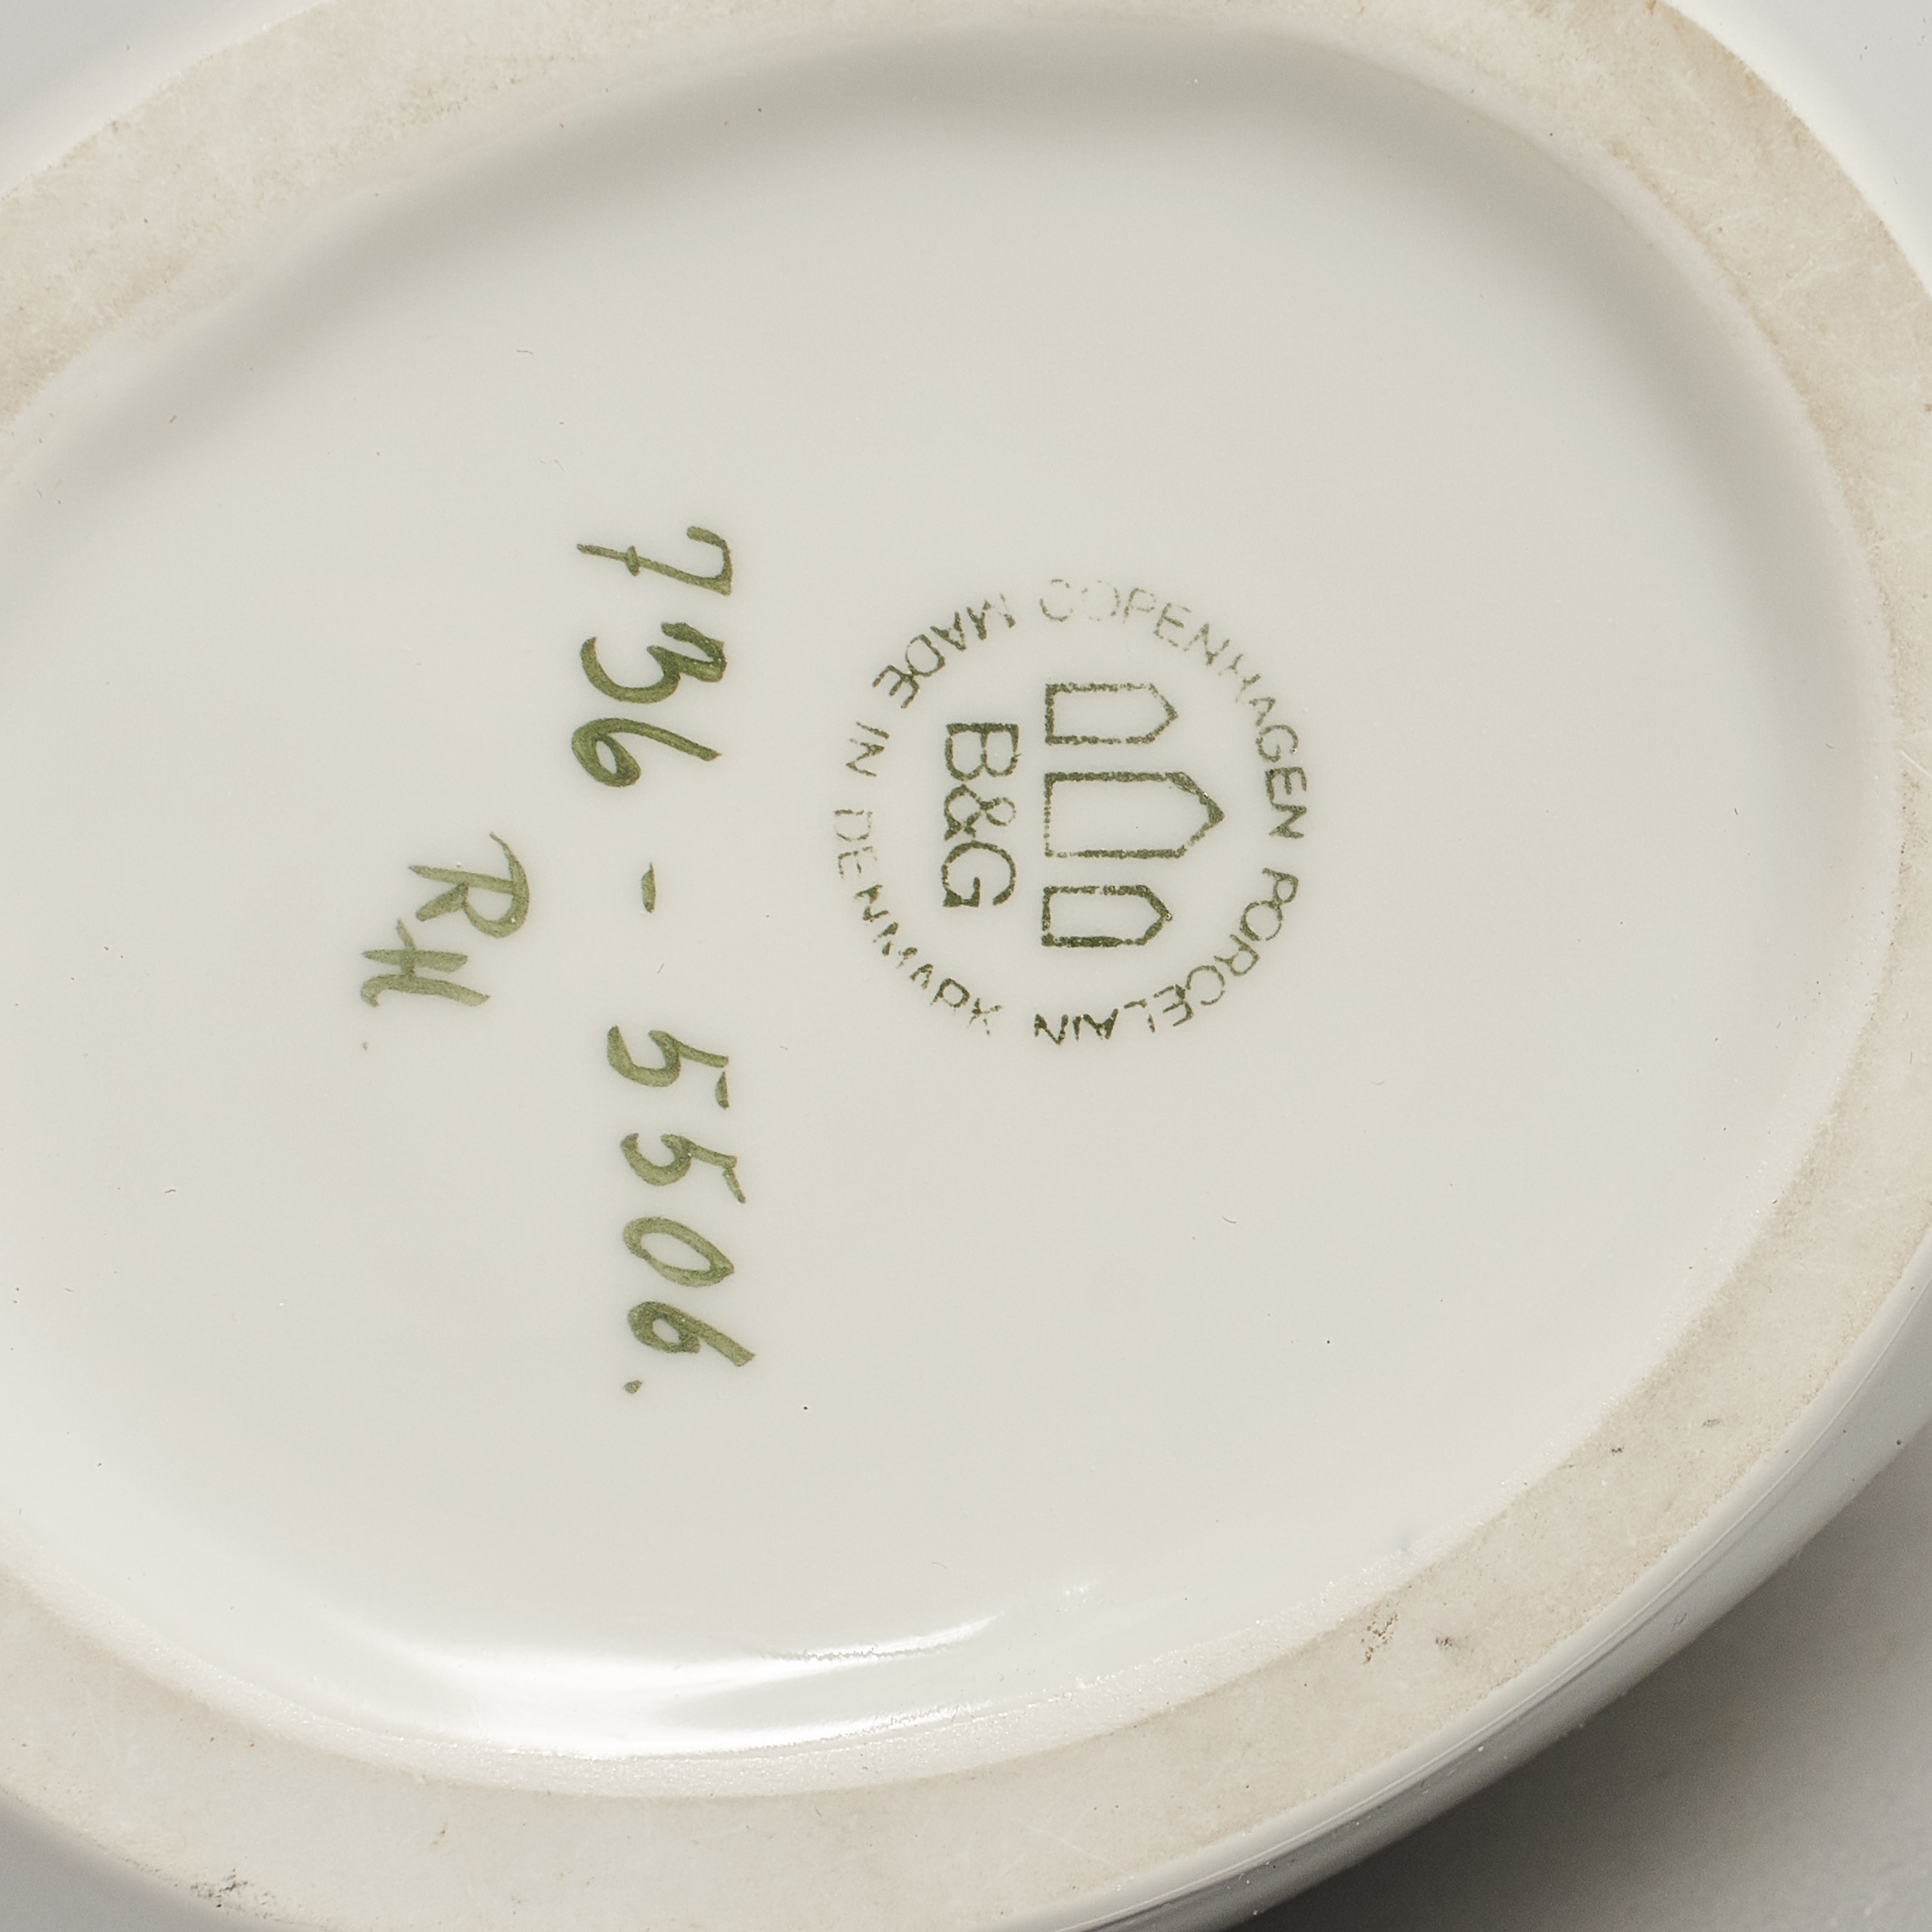 COPENHAGEN PORCELAIN
B&G
MADE IN DENMARK
736 - 5506.
RH.